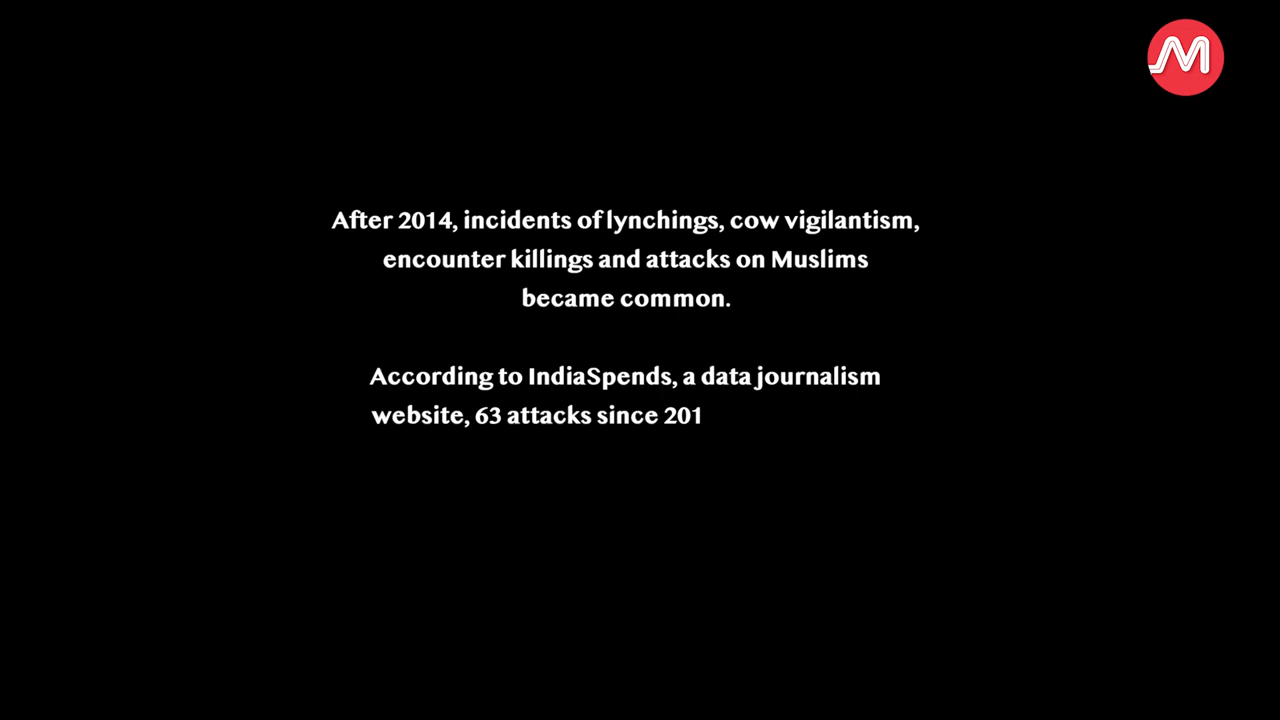 After 2014, incidents of lynchings, cow vigilantism,
encounter killings and attacks on Muslims
became common.
According to IndiaSpends, a data journalism
website, 63 attacks since 201
M